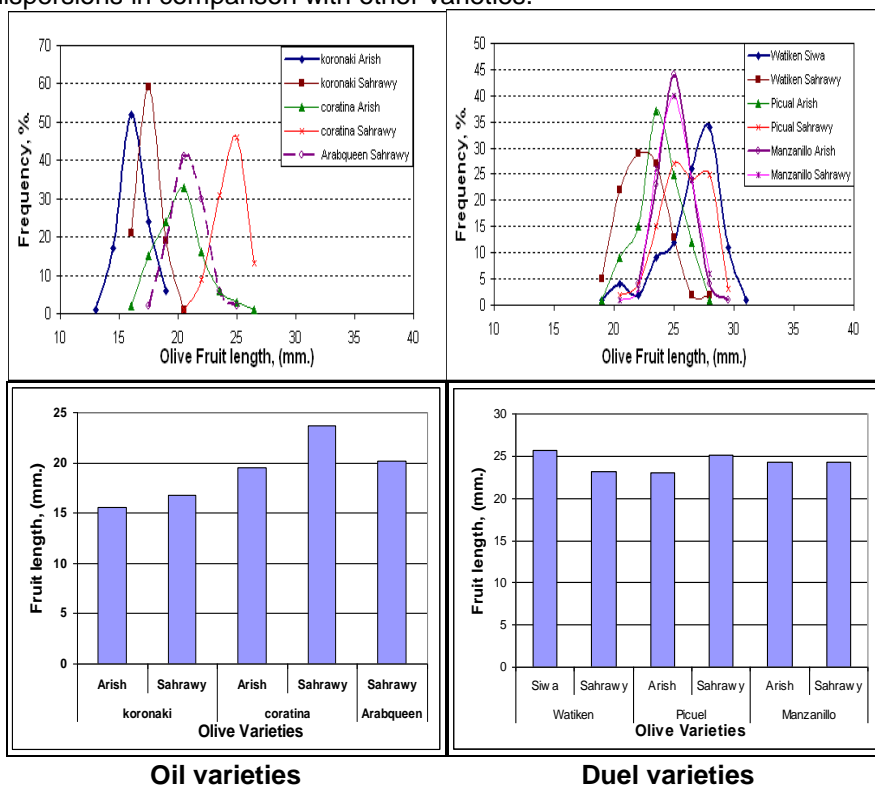 dispersions in comparison with other varieties.
70
60
50
40
30
20
10
0
Frequency, %.
10 15 20 25 30 35 40
Olive Fruit length, (mm.)
koronaki Arish
koronaki Sahrawy
coratina Arish
coratina Sahrawy
Arabqueen Sahrawy
50
45
40
35
30
25
20
15
10
5
0
Frequency, %.
10 15 20 25 30 35 40
Olive Fruit length, (mm.)
Watiken Siwa
Watiken Sahrawy
Picual Arish
Picual Sahrawy
Manzanillo Arish
Manzanillo Sahrawy
25
20
15
10
5
0
Fruit length, (mm.)
Arish Sahrawy Arish Sahrawy Sahrawy
koronaki coratina Arabqueen
Olive Varieties
30
25
20
15
10
5
0
Fruit length, (mm.)
Siwa Sahrawy Arish Sahrawy Arish Sahrawy
Watiken Picuel Manzanillo
Olive Varieties
Oil varieties
Duel varieties